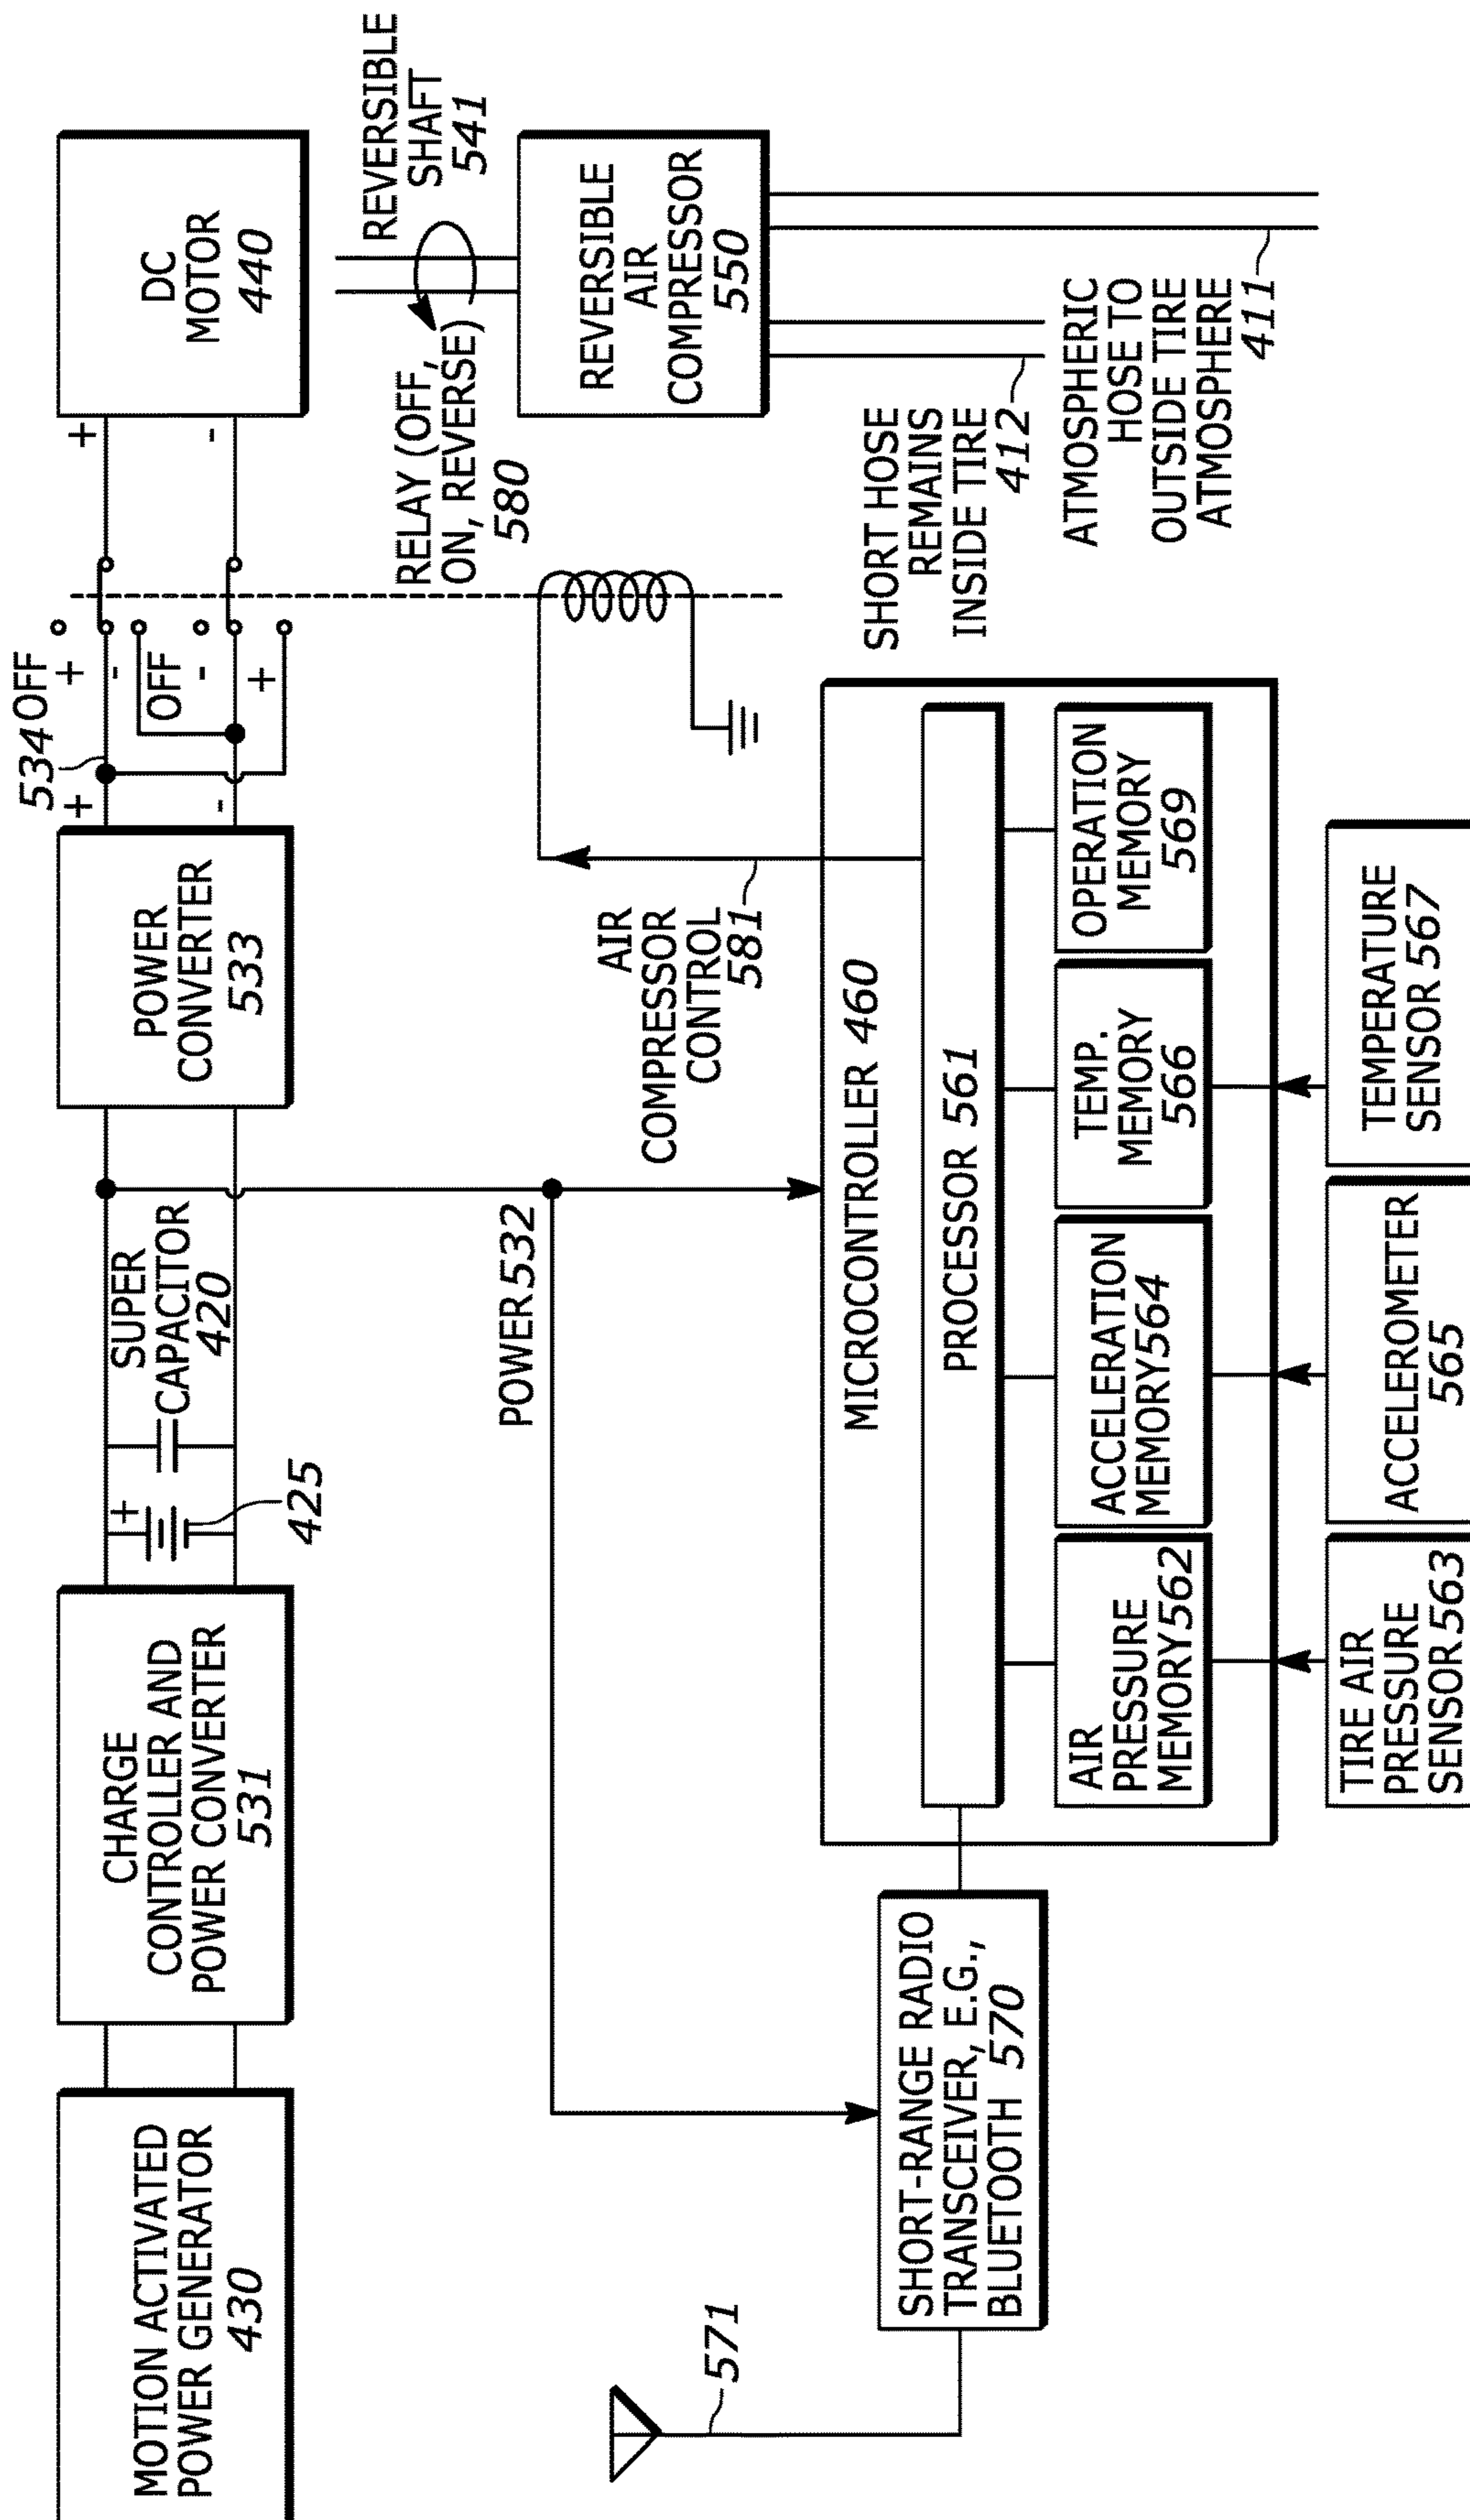 MOTION ACTIVATED
POWER GENERATOR
430
CHARGE
CONTROLLER AND
POWER CONVERTER
531
+
425
SUPER
CAPACITOR
420
POWER
CONVERTER
533
+
-
534
OFF
+
-
OFF
-
+
+
-
DC
MOTOR
440
REVERSIBLE
SHAFT
541
RELAY (OFF,
ON, REVERSE)
580
REVERSIBLE
AIR
COMPRESSOR
550
POWER 532
AIR
COMPRESSOR
CONTROL
581
SHORT HOSE
REMAINS
INSIDE TIRE
412
ATMOSPHERIC
HOSE TO
OUTSIDE TIRE
ATMOSPHERE
411
571
SHORT-RANGE RADIO
TRANSCEIVER, E.G.,
BLUETOOTH 570
MICROCONTROLLER 460
PROCESSOR 561
AIR
PRESSURE
MEMORY 562
ACCELERATION
MEMORY 564
TEMP.
MEMORY
566
OPERATION
MEMORY
569
TIRE AIR
PRESSURE
SENSOR 563
ACCELEROMETER
565
TEMPERATURE
SENSOR 567